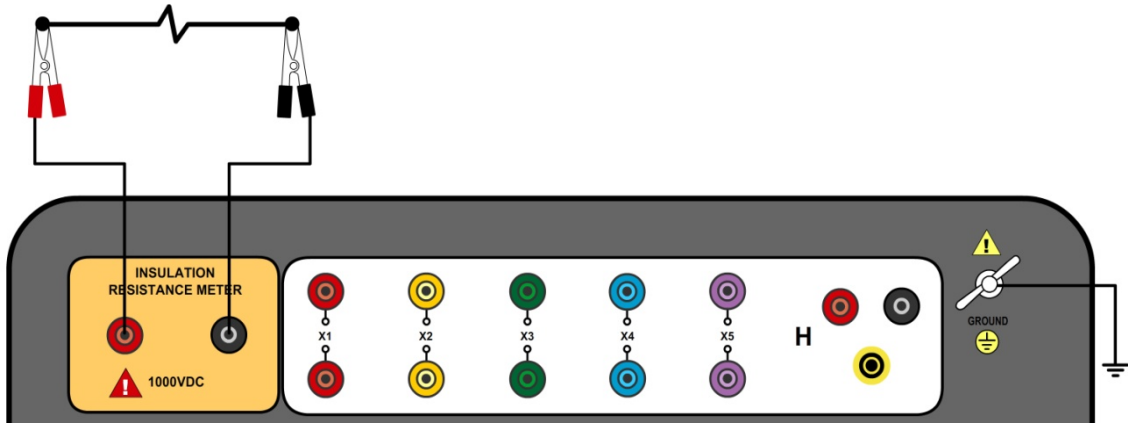 INSULATION
RESISTANCE METER
1000VDC
X1
X2
X3
X4
X5
H
GROUND